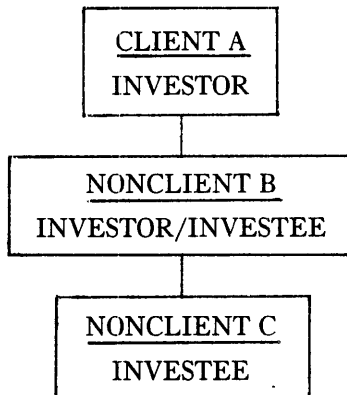 CLIENT A
INVESTOR
NONCLIENT B
INVESTOR/INVESTEE
NONCLIENT C
INVESTEE